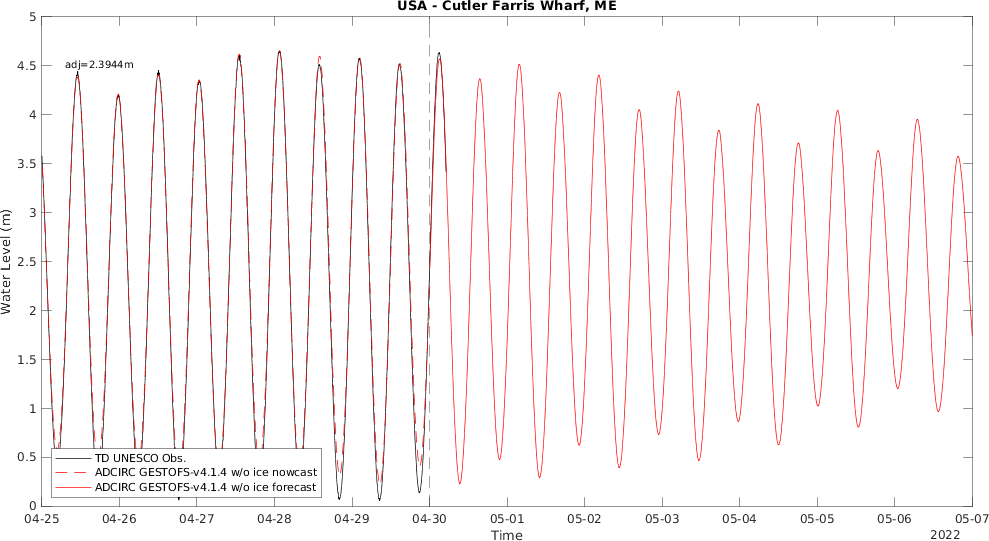 USA - Cutler Farris Wharf, ME
adj=2.3944m
Water Level (m)
5
4.5
4
3.5
3
2.5
2
1.5
1
0.5
0
TD UNESCO Obs.
ADCIRC GESTOFS-v4.1.4 w/o ice nowcast
ADCIRC GESTOFS-v4.1.4 w/o ice forecast
04-25 04-26 04-27 04-28 04-29 04-30 05-01 05-02 05-03 05-04 05-05 05-06 05-07
Time
2022